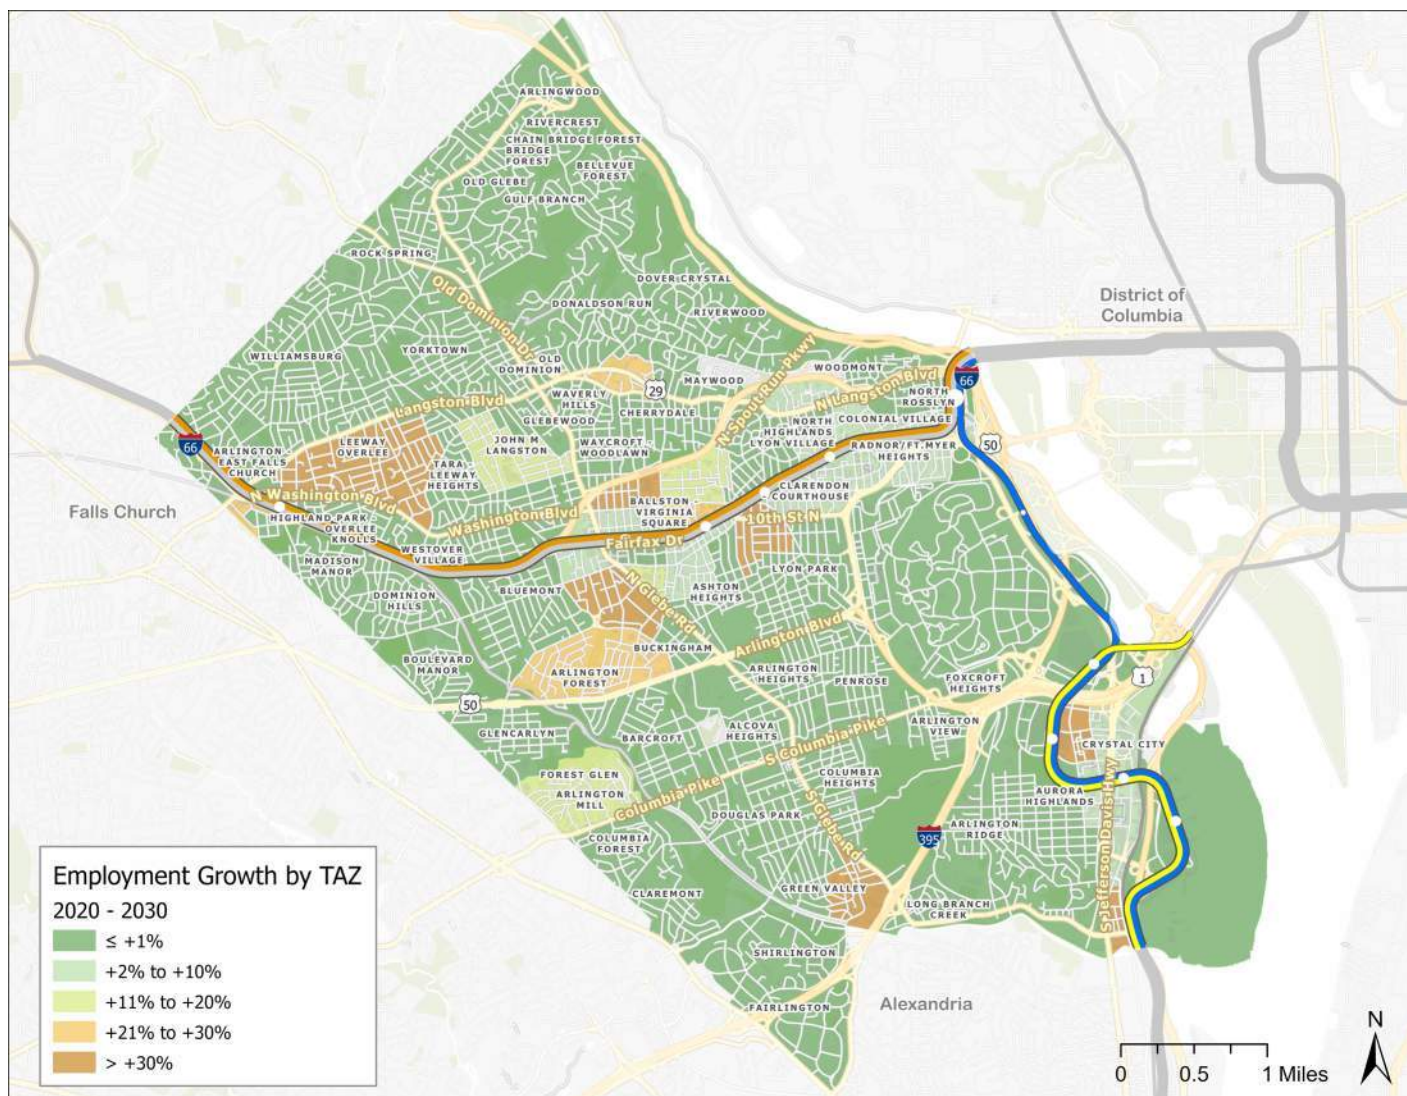 ARLINGWOOD
RIVERCREST
CHAIN BRIDGE FOREST
BRIDGE
FOREST
BELLEVUE
FOREST
OLD GLEBE
GULF BRANCH
ROCK SPRING
DOVER CRYSTAL
Old Dominion Dr
DONALDSON RUN
RIVERWOOD
District of
Columbia
WILLIAMSBURG
YORKTOWN
OLD
DOMINION
N Spout Run Pkwy
WOODMONT
MAYWOOD
29
66
N Langston Blvd
NORTH
ROSSLYN
Langston Blvd
WAVERLY
HILLS
CHERRYDALE
GLEBEWOOD
NORTH
HIGHLANDS
COLONIAL VILLAGE
LYON VILLAGE
66
LEEWAY
OVERLEE
JOHN M
LANGSTON
WAYCROFT -
WOODLAWN
RADNOR/FT.MYER
HEIGHTS
50
ARLINGTON
EAST FALLS
CHURCH
TARA
LEEWAY
HEIGHTS
CLARENDON
COURTHOUSE
N Washington Blvd
Washington Blvd
BALLSTON -
VIRGINIA
SQUARE
10th St N
Falls Church
HIGHLAND PARK -
OVERLEE
KNOLLS
Fairfax Dr
WESTOVER
VILLAGE
MADISON
MANOR
LYON PARK
DOMINION
HILLS
BLUEMONT
N Glebe Rd
ASHTON
HEIGHTS
Arlington Blvd
BUCKINGHAM
BOULEVARD
MANOR
ARLINGTON
FOREST
ARLINGTON
HEIGHTS
PENROSE
FOXCROFT
HEIGHTS
1
50
GLENCARLYN
BARCROFT
ALCOVA
HEIGHTS
ARLINGTON
VIEW
S Columbia Pike
CRYSTAL CITY
FOREST GLEN
ARLINGTON
MILL
Columbia Pike
COLUMBIA
HEIGHTS
AURORA
HIGHLANDS
S Jefferson Davis Hwy
DOUGLAS PARK
S Glebe Rd
ARLINGTON
RIDGE
395
COLUMBIA
FOREST
CLAREMONT
GREEN VALLEY
LONG BRANCH
CREEK
SHIRLINGTON
FAIRLINGTON
Alexandria
Employment Growth by TAZ
2020 - 2030
≤ +1%
+2% to +10%
+11% to +20%
+21% to +30%
> +30%
N
0 0.5 1 Miles